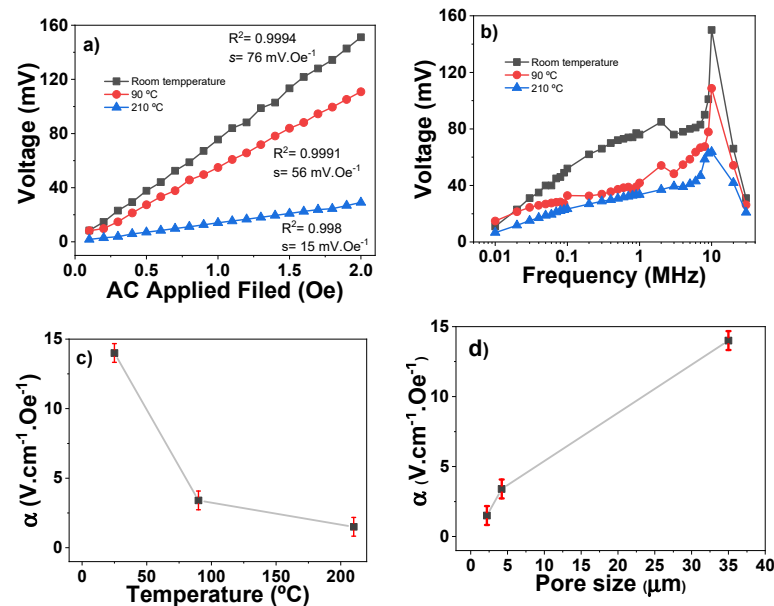 a)
R²= 0.9994
s= 76 mV.Oe⁻¹
Room tempperature
90 ºC
210 ºC
R²= 0.9991
s= 56 mV.Oe⁻¹
R²= 0.998
s= 15 mV.Oe⁻¹
Voltage (mV)
160
120
80
40
0
0.0 0.5 1.0 1.5 2.0
AC Applied Filed (Oe)
b)
Room tempperature
90 ºC
210 ºC
Voltage (mV)
160
120
80
40
0
0.01 0.1 1 10
Frequency (MHz)
c)
α (V.cm⁻¹.Oe⁻¹)
15
10
5
0
0 50 100 150 200
Temperature (ºC)
d)
α (V.cm⁻¹.Oe⁻¹)
15
10
5
0
0 5 10 15 20 25 30 35 40
Pore size (μm)